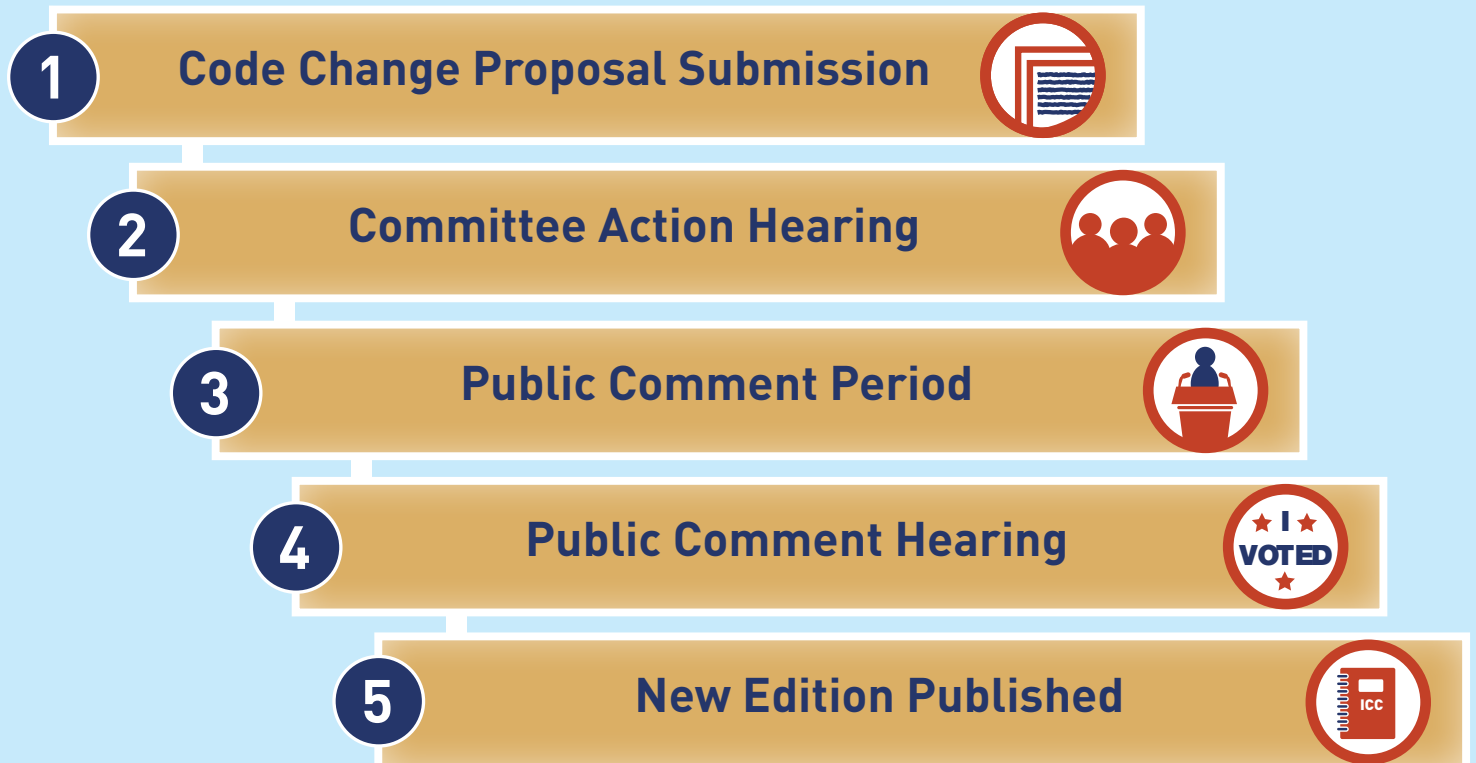 1
Code Change Proposal Submission
2
Committee Action Hearing
3
Public Comment Period
4
Public Comment Hearing
I
VOTED
5
New Edition Published
ICC